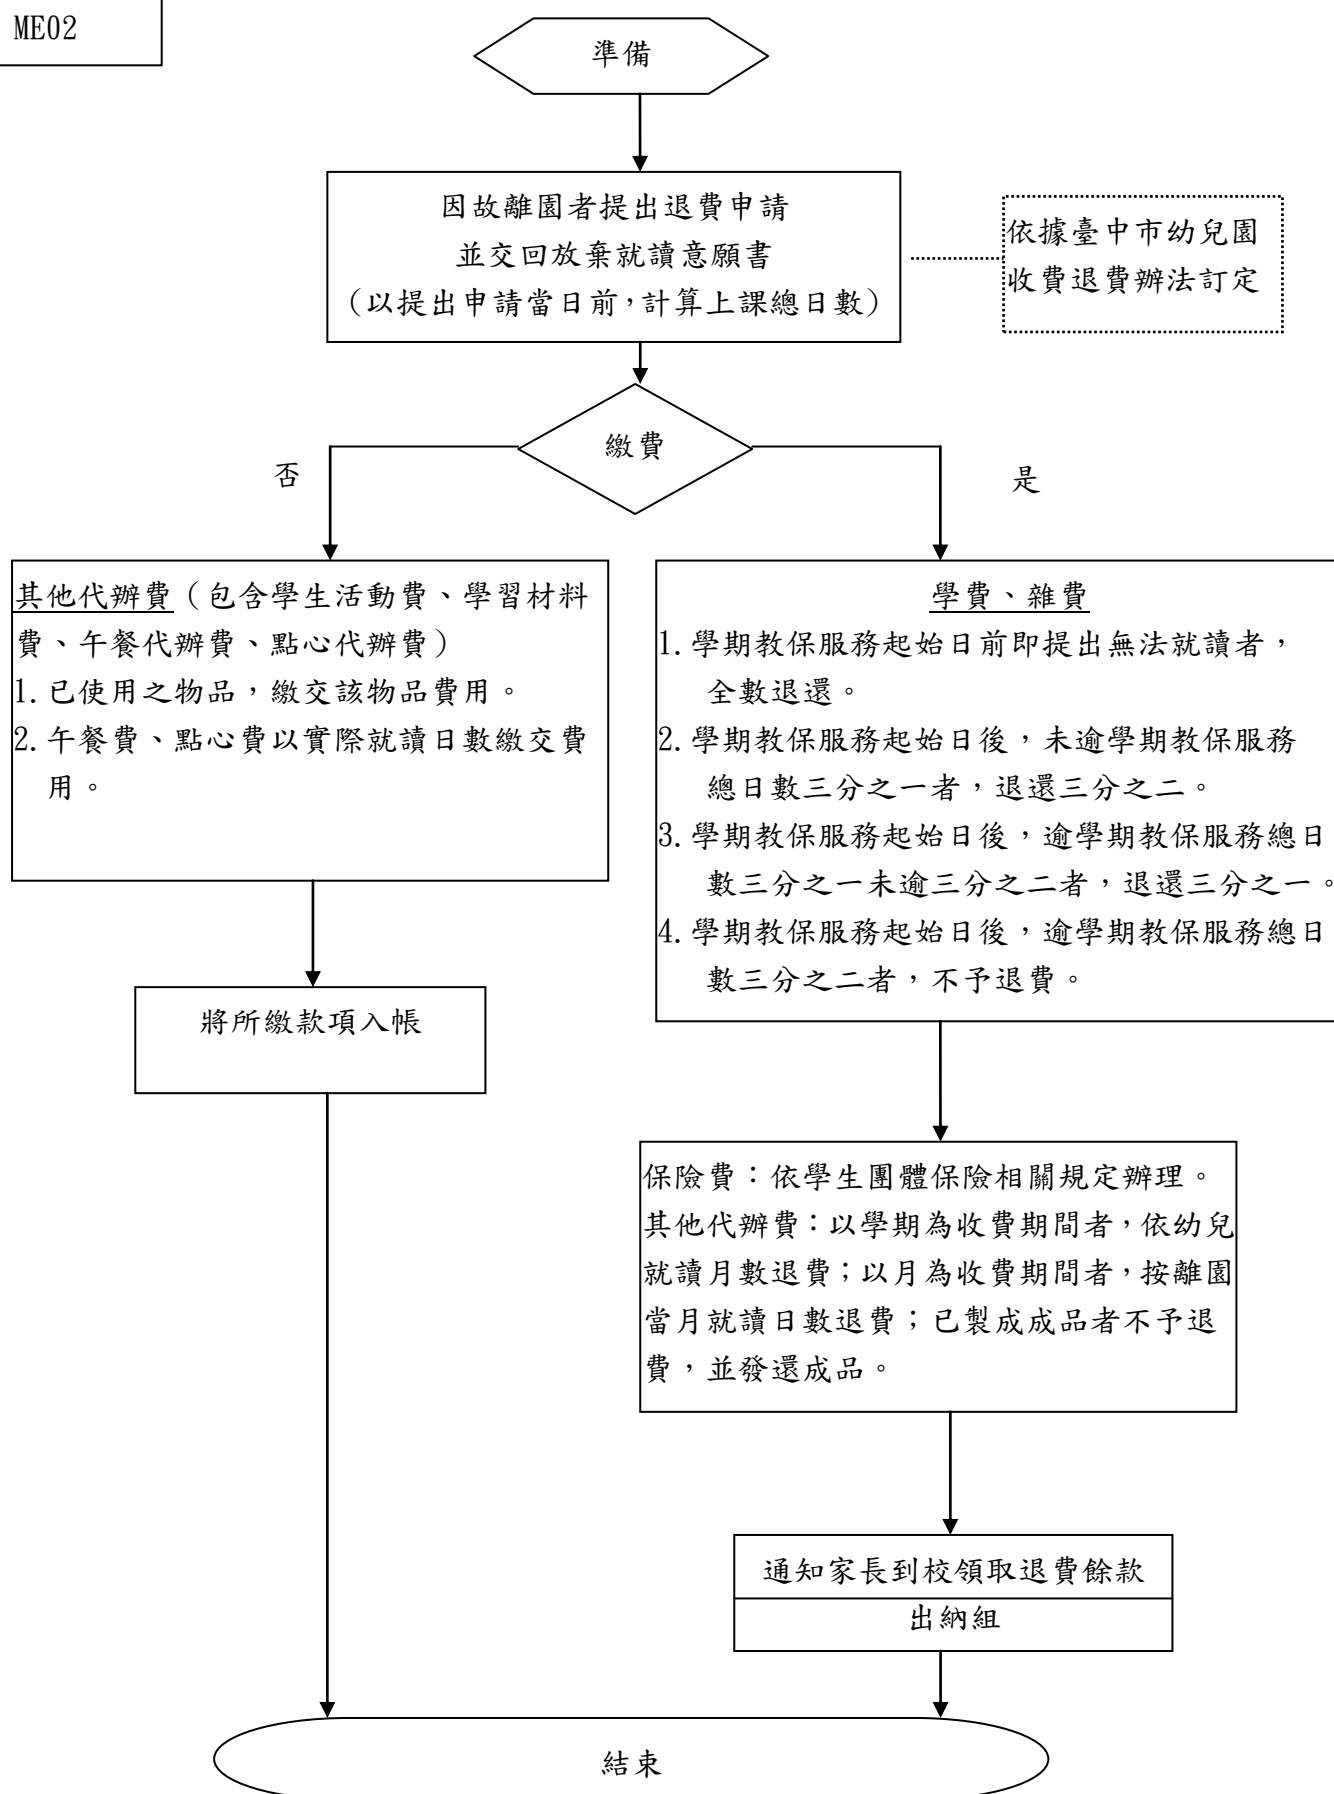 ME02
準備
因故離園者提出退費申請
並交回放棄就讀意願書
（以提出申請當日前，計算上課總日數）
依據臺中市幼兒園
收費退費辦法訂定
繳費
否
是
其他代辦費（包含學生活動費、學習材料
費、午餐代辦費、點心代辦費）
1.已使用之物品，繳交該物品費用。
2.午餐費、點心費以實際就讀日數繳交費
用。
將所繳款項入帳
學費、雜費
1.學期教保服務起始日前即提出無法就讀者，
全數退還。
2.學期教保服務起始日後，未逾學期教保服務
總日數三分之一者，退還三分之二。
3.學期教保服務起始日後，逾學期教保服務總日
數三分之一未逾三分之二者，退還三分之一。
4.學期教保服務起始日後，逾學期教保服務總日
數三分之二者，不予退費。
保險費：依學生團體保險相關規定辦理。
其他代辦費：以學期為收費期間者，依幼兒
就讀月數退費；以月為收費期間者，按離園
當月就讀日數退費；已製成成品者不予退
費，並發還成品。
通知家長到校領取退費餘款
出納組
結束